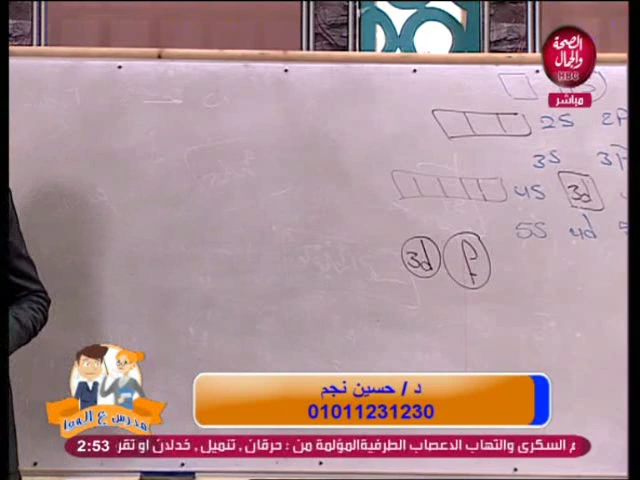 الصحة
والجمال
HBC
مباشر
2S 2P
3S 3P
4S 3d
5S 4d
3d f
د / حسين نجم
01011231230
مدرس ع الهوا
2:53 م السكرى والتهاب الاعصاب الطرفية المؤلمة من : حرقان , تنميل , خدلان او تقر